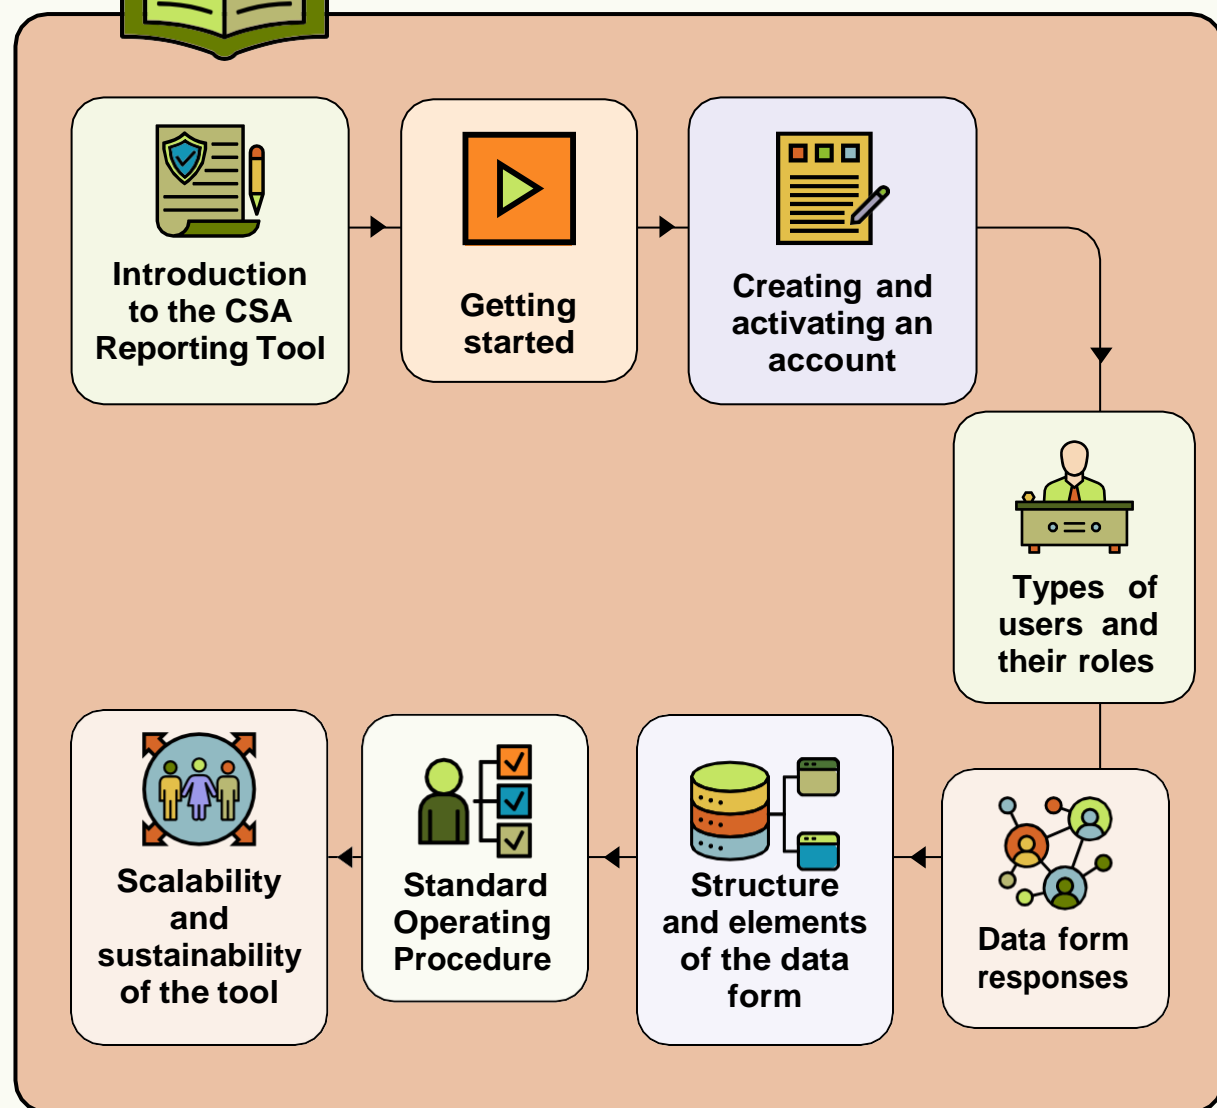 Introduction
to the CSA
Reporting Tool
Getting
started
Creating and
activating an
account
Types of
users and
their roles
Data form
responses
Structure
and elements
of the data
form
Standard
Operating
Procedure
Scalability
and
sustainability
of the tool